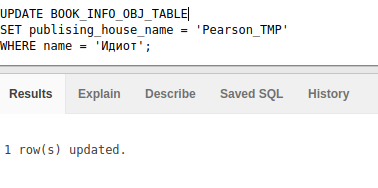 UPDATE BOOK_INFO_OBJ_TABLE
SET publising_house_name = 'Pearson_TMP'
WHERE name = 'Идиот';
Results Explain Describe Saved SQL History
1 row(s) updated.